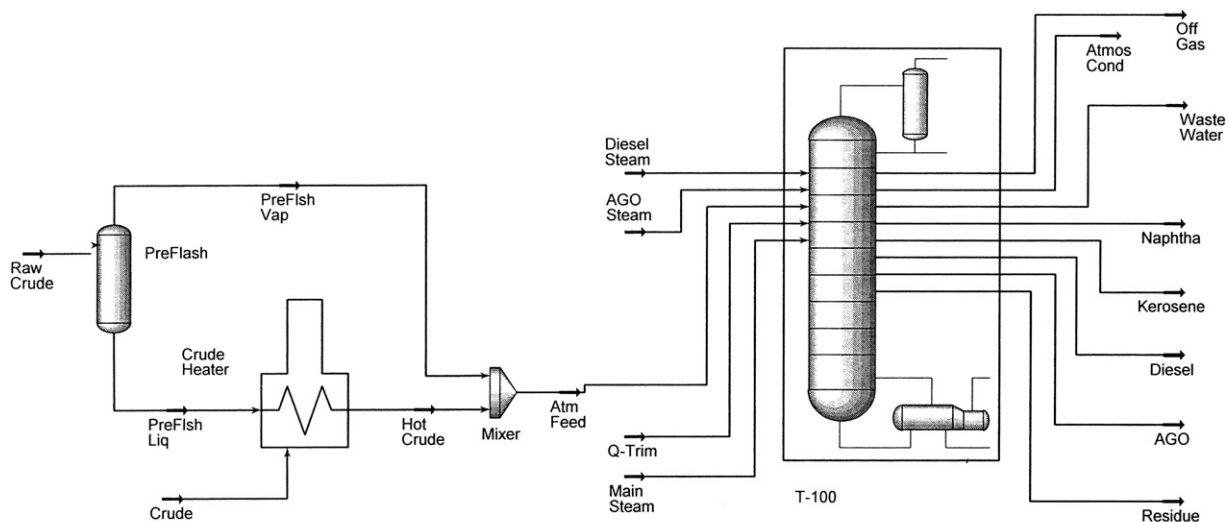 Off
Gas
Atmos
Cond
Waste
Water
Diesel
Steam
PreFlsh
Vap
AGO
Steam
PreFlash
Naphtha
Raw
Crude
Kerosene
Crude
Heater
Diesel
PreFlsh
Liq
Hot
Crude
Mixer
Atm
Feed
AGO
Q-Trim
Main
Steam
T-100
Crude
Residue